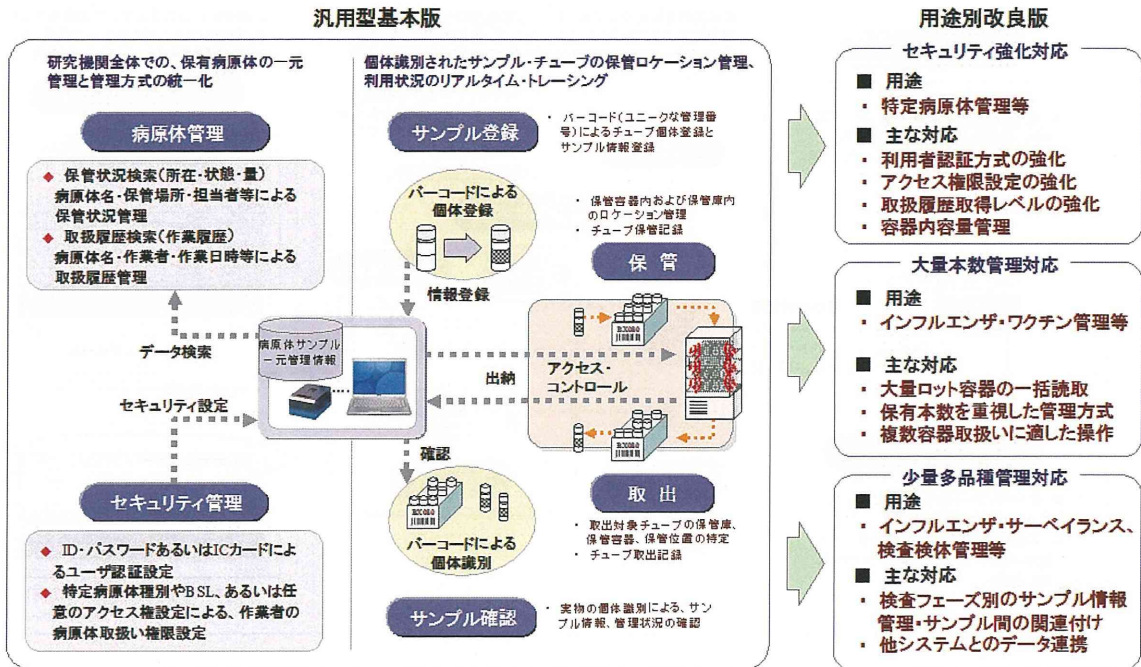 汎用型基本版
研究機関全体での、保有病原体の一元
管理と管理方式の統一化
病原体管理
◆ 保管状況検索(所在・状態・量)
病原体名・保管場所・担当者等による
保管状況管理
◆ 取扱履歴検索(作業履歴)
病原体名・作業者・作業日時等による
取扱履歴管理
データ検索
セキュリティ設定
セキュリティ管理
◆ ID・パスワードあるいはICカードによ
るユーザ認証設定
◆ 特定病原体種別やBSL、あるいは任
意のアクセス権設定による、作業者の
病原体取扱い権限設定
個体識別されたサンプル・チューブの保管ロケーション管理、
利用状況のリアルタイム・トレーシング
サンプル登録
・ バーコード(ユニークな管理番
号)によるチューブ個体登録と
サンプル情報登録
バーコードによる
個体登録
・ 保管容器内および保管庫内
のロケーション管理
・ チューブ保管記録
保 管
情報登録
病原体サンプル
一元管理情報
出納
アクセス・
コントロール
確認
バーコードによる
個体識別
取 出
・ 取出対象チューブの保管庫、
保管容器、保管位置の特定
・ チューブ取出記録
サンプル確認
・ 実物の個体識別による、サン
プル情報、管理状況の確認
用途別改良版
セキュリティ強化対応
■ 用途
・ 特定病原体管理等
■ 主な対応
・ 利用者認証方式の強化
・ アクセス権限設定の強化
・ 取扱履歴取得レベルの強化
・ 容器内容量管理
大量本数管理対応
■ 用途
・ インフルエンザ・ワクチン管理等
■ 主な対応
・ 大量ロット容器の一括読取
・ 保有本数を重視した管理方式
・ 複数容器取扱いに適した操作
少量多品種管理対応
■ 用途
・ インフルエンザ・サーベイランス、
検査検体管理等
■ 主な対応
・ 検査フェーズ別のサンプル情報
管理・サンプル間の関連付け
・ 他システムとのデータ連携